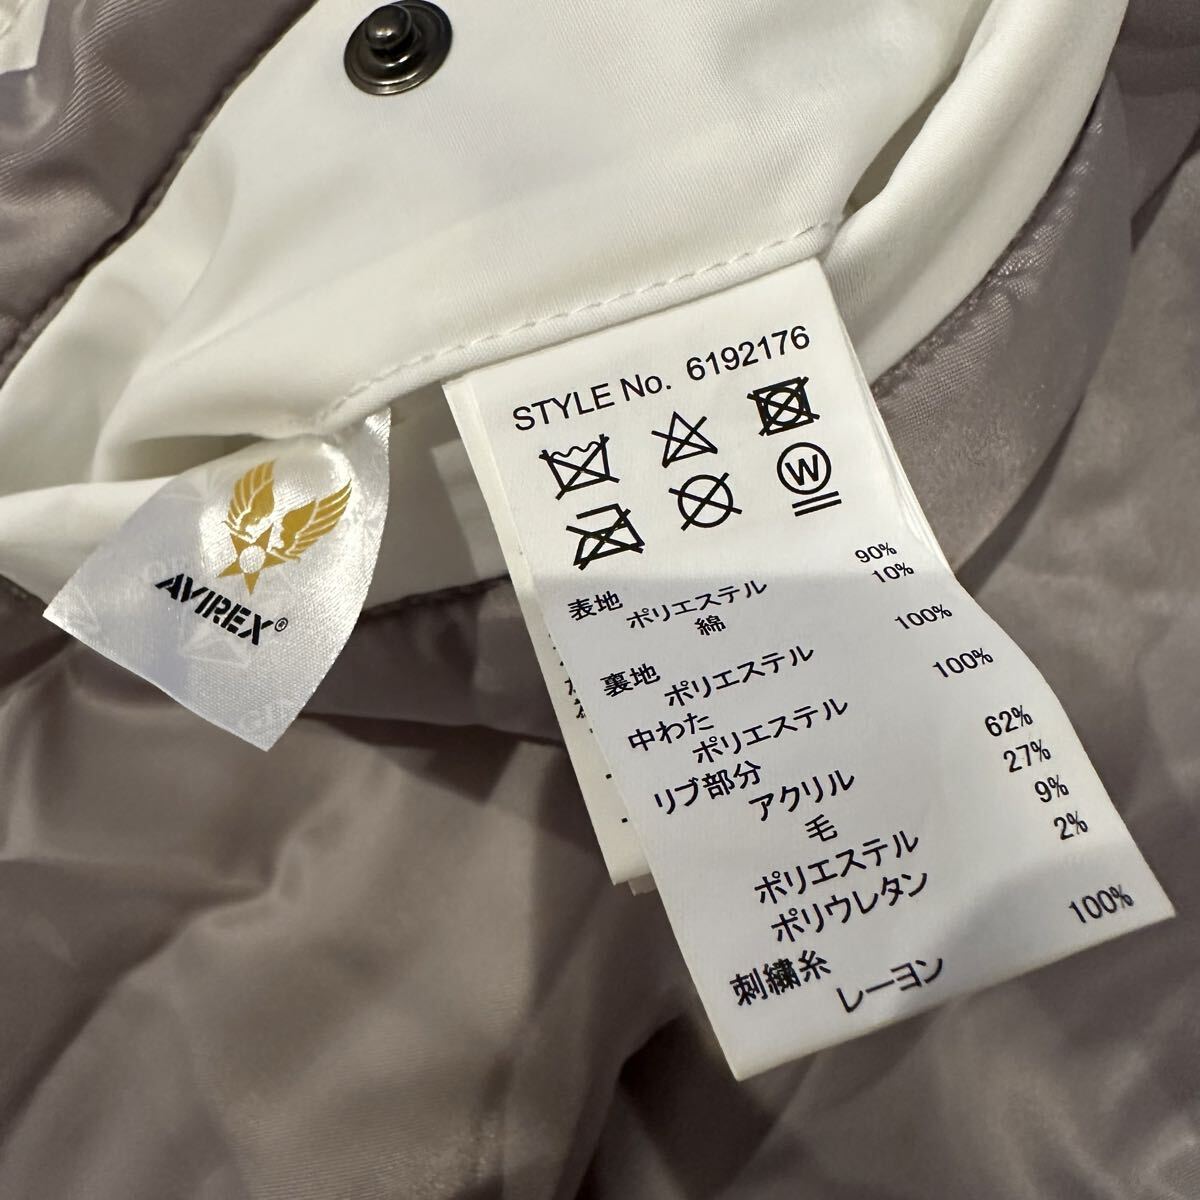 AVIREX®
STYLE No. 6192176
W
表地
ポリエステル 90%
綿 10%
裏地
ポリエステル 100%
中わた
ポリエステル 100%
リブ部分
アクリル 62%
毛 27%
ポリエステル 9%
ポリウレタン 2%
刺繍糸
レーヨン 100%